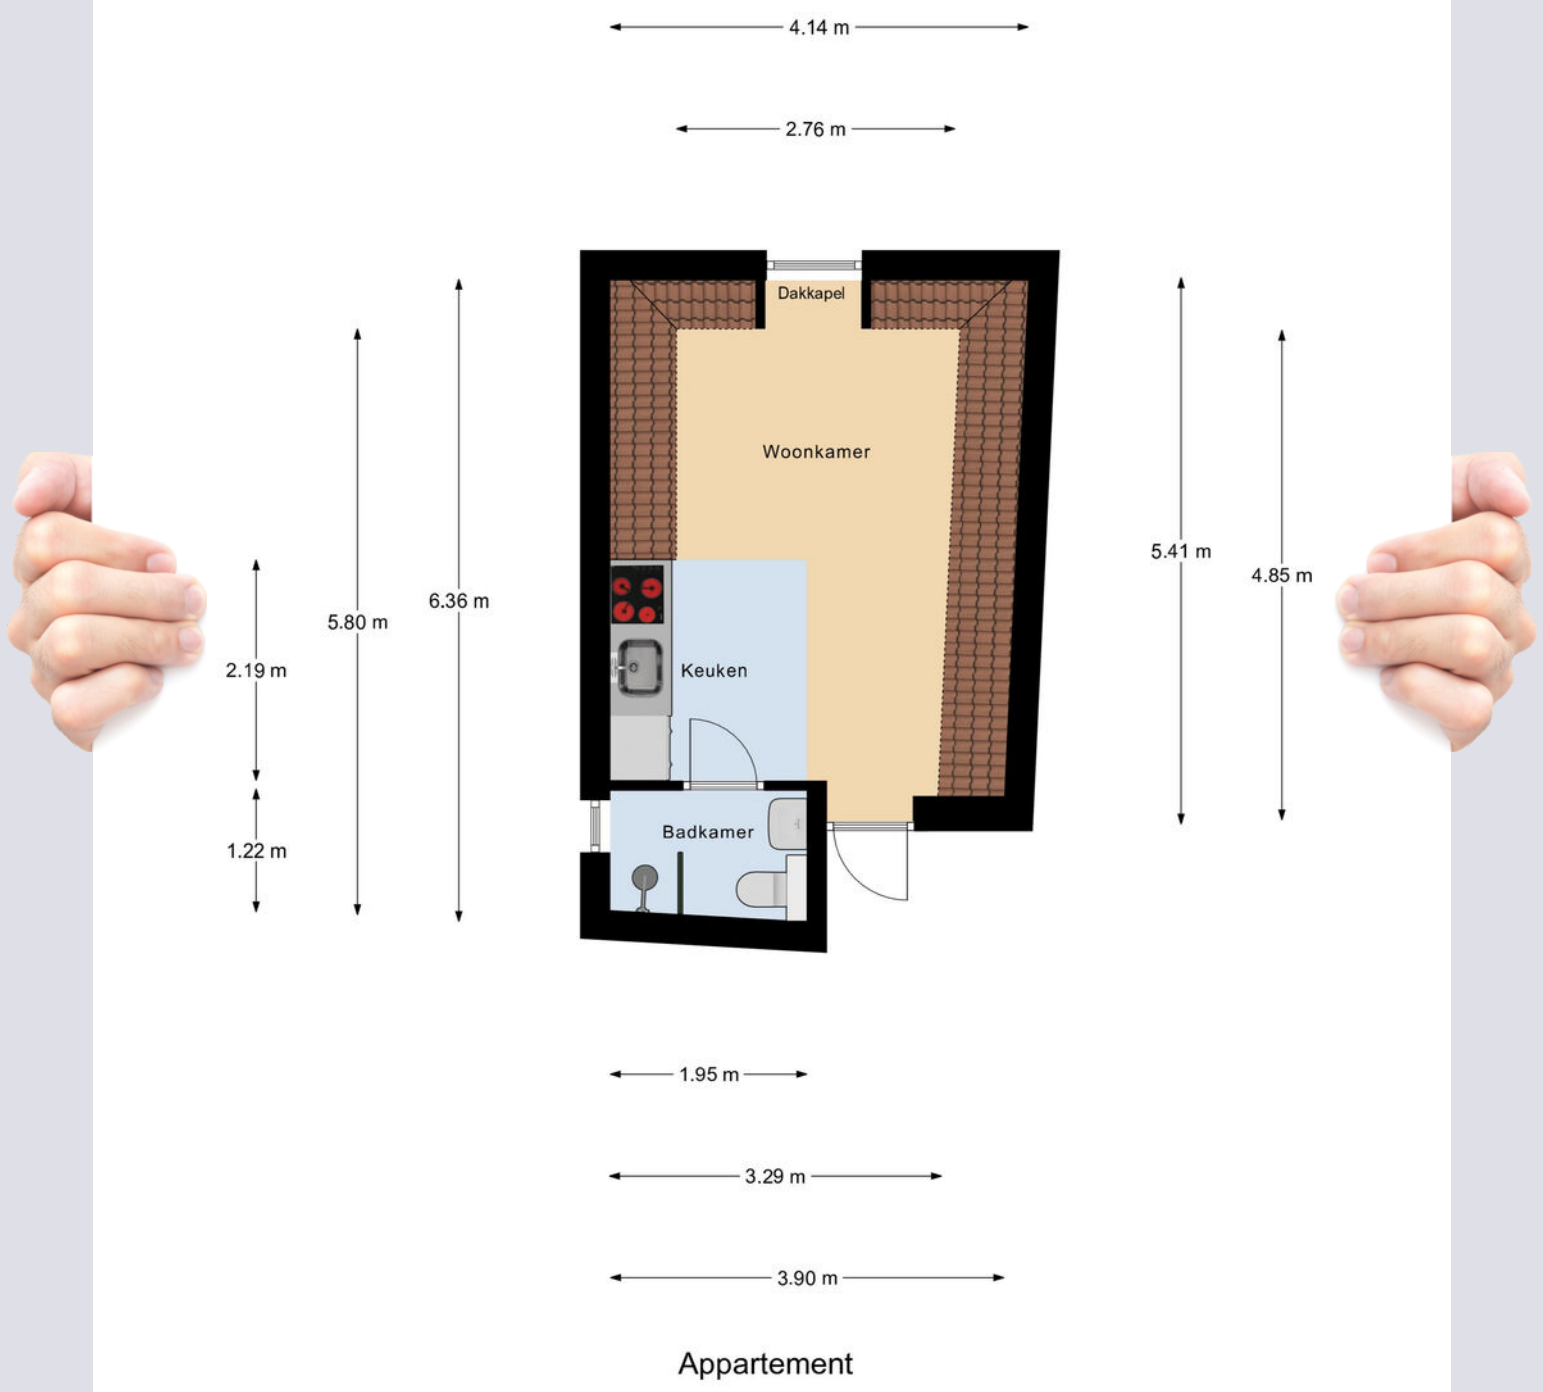 4.14 m
2.76 m
Dakkapel
Woonkamer
5.41 m
4.85 m
6.36 m
5.80 m
2.19 m
Keuken
Badkamer
1.22 m
1.95 m
3.29 m
3.90 m
Appartement